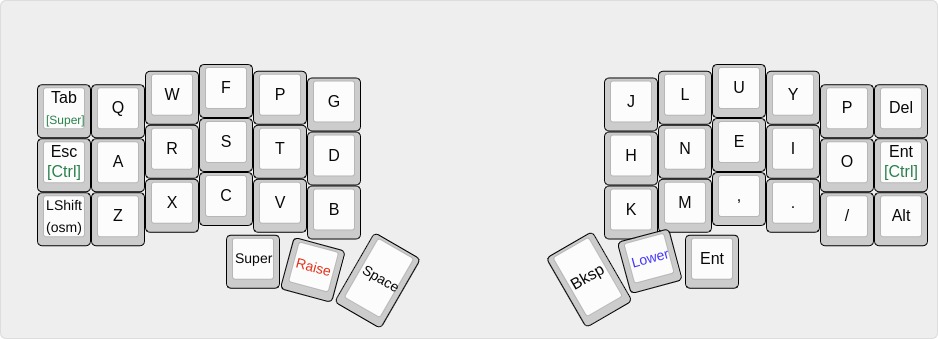 Tab
[Super]
Q
W
F
P
G
J
L
U
Y
P
Del
Esc
[Ctrl]
A
R
S
T
D
H
N
E
I
O
Ent
[Ctrl]
LShift
(osm)
Z
X
C
V
B
K
M
,
.
/
Alt
Super
Raise
Space
Bksp
Lower
Ent